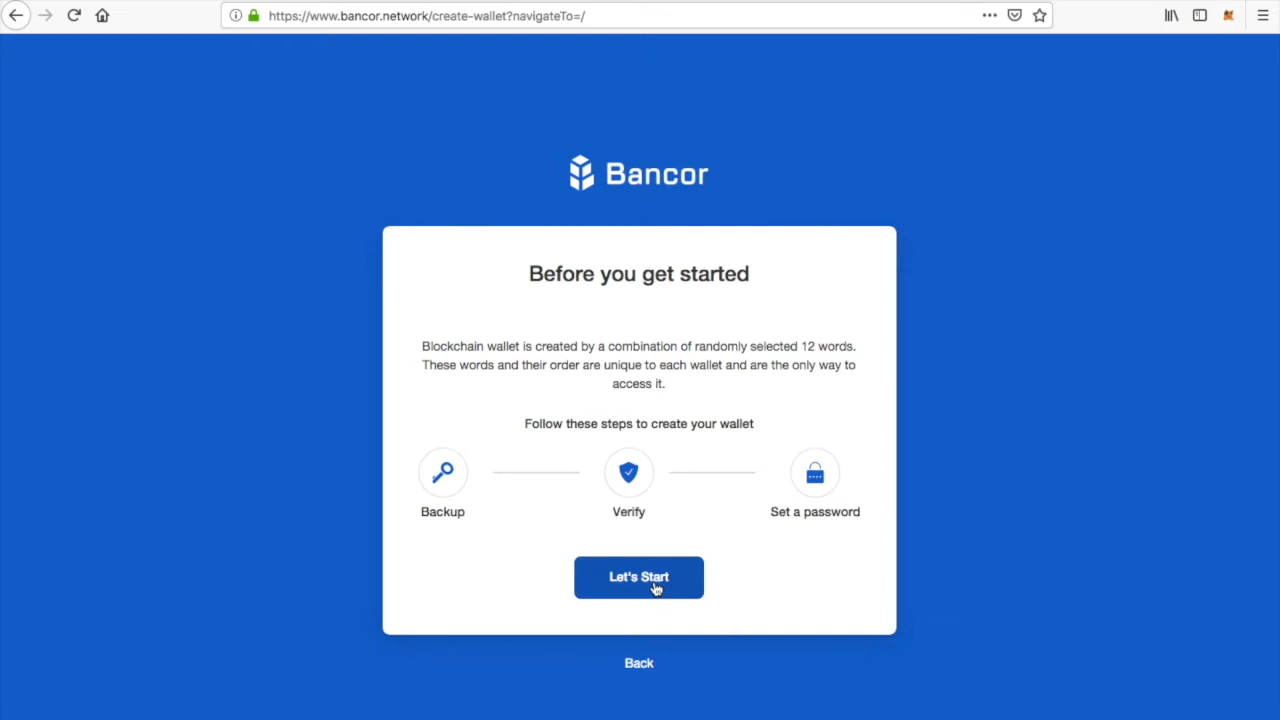 https://www.bancor.network/create-wallet?navigateTo=/
Bancor
Before you get started
Blockchain wallet is created by a combination of randomly selected 12 words.
These words and their order are unique to each wallet and are the only way to
access it.
Follow these steps to create your wallet
Backup
Verify
Set a password
Let's Start
Back